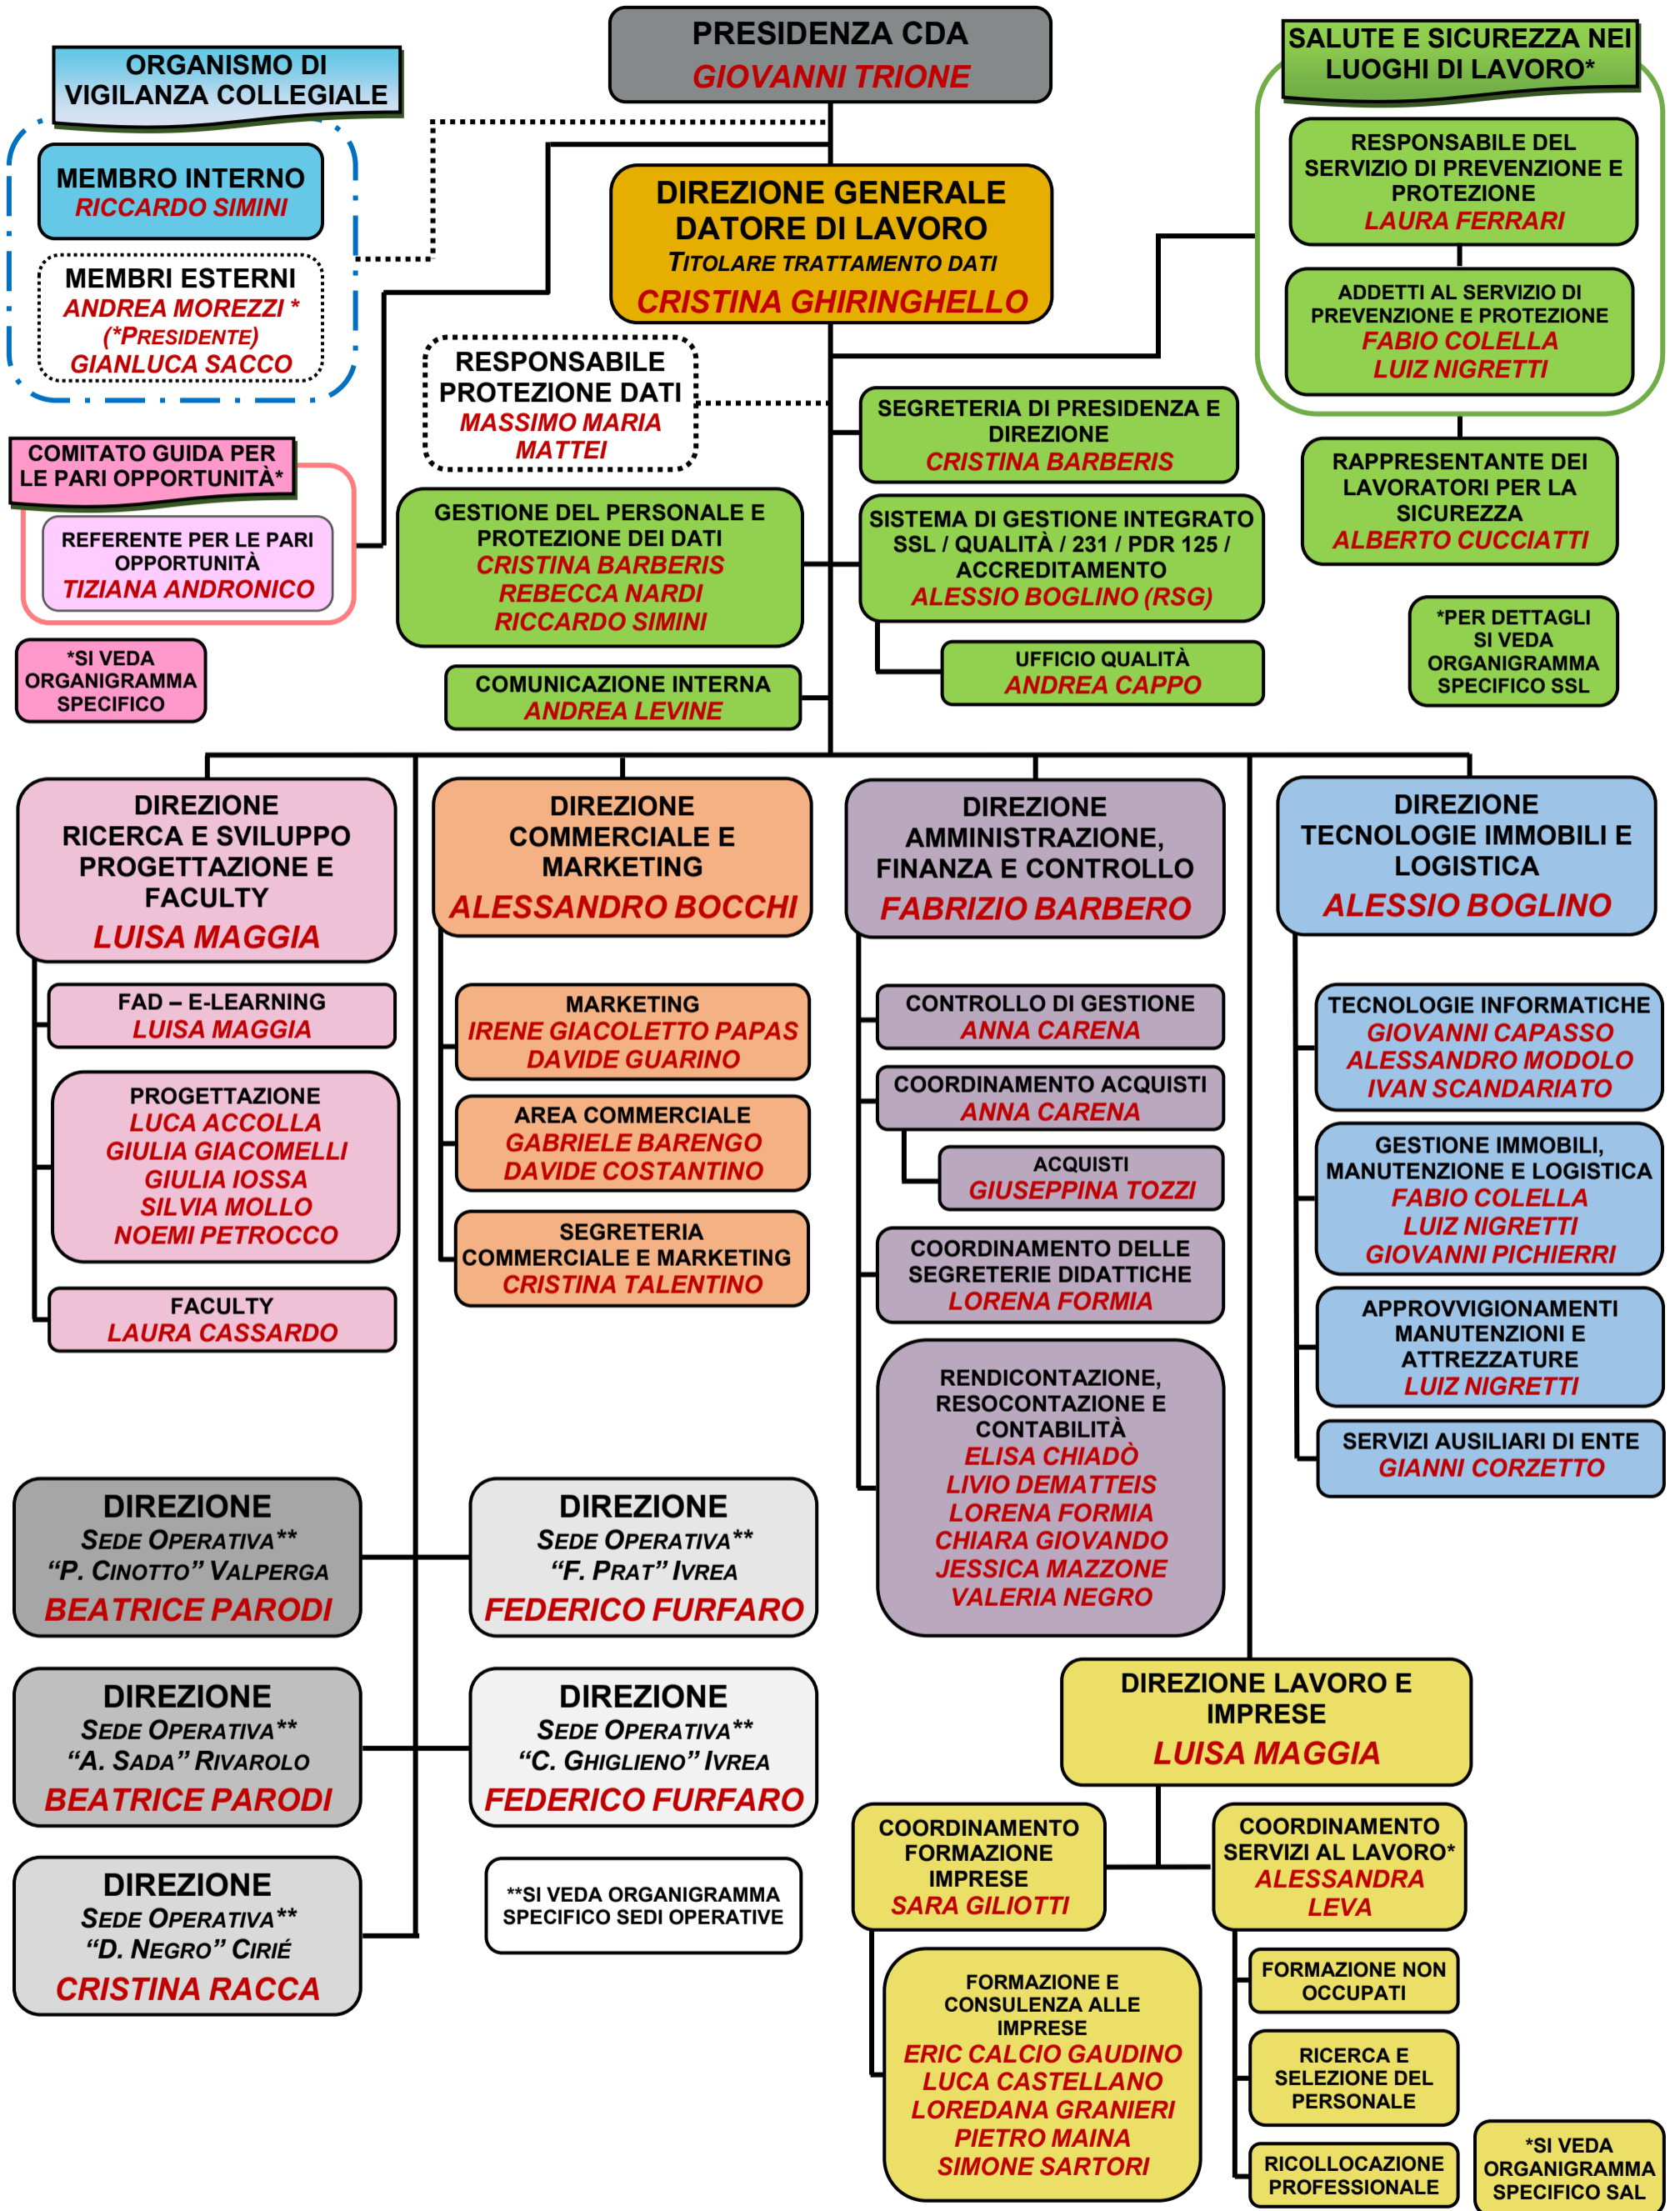 PRESIDENZA CDA
GIOVANNI TRIONE
ORGANISMO DI
VIGILANZA COLLEGIALE
MEMBRO INTERNO
RICCARDO SIMINI
MEMBRI ESTERNI
ANDREA MOREZZI *
(*PRESIDENTE)
GIANLUCA SACCO
SALUTE E SICUREZZA NEI
LUOGHI DI LAVORO*
RESPONSABILE DEL
SERVIZIO DI PREVENZIONE E
PROTEZIONE
LAURA FERRARI
ADDETTI AL SERVIZIO DI
PREVENZIONE E PROTEZIONE
FABIO COLELLA
LUIZ NIGRETTI
RAPPRESENTANTE DEI
LAVORATORI PER LA
SICUREZZA
ALBERTO CUCCIATTI
*PER DETTAGLI
SI VEDA
ORGANIGRAMMA
SPECIFICO SSL
DIREZIONE GENERALE
DATORE DI LAVORO
TITOLARE TRATTAMENTO DATI
CRISTINA GHIRINGHELLO
RESPONSABILE
PROTEZIONE DATI
MASSIMO MARIA
MATTEI
COMITATO GUIDA PER
LE PARI OPPORTUNITÀ*
REFERENTE PER LE PARI
OPPORTUNITÀ
TIZIANA ANDRONICO
*SI VEDA
ORGANIGRAMMA
SPECIFICO
SEGRETERIA DI PRESIDENZA E
DIREZIONE
CRISTINA BARBERIS
GESTIONE DEL PERSONALE E
PROTEZIONE DEI DATI
CRISTINA BARBERIS
REBECCA NARDI
RICCARDO SIMINI
SISTEMA DI GESTIONE INTEGRATO
SSL / QUALITÀ / 231 / PDR 125 /
ACCREDITAMENTO
ALESSIO BOGLINO (RSG)
UFFICIO QUALITÀ
ANDREA CAPPO
COMUNICAZIONE INTERNA
ANDREA LEVINE
DIREZIONE
RICERCA E SVILUPPO
PROGETTAZIONE E
FACULTY
LUISA MAGGIA
FAD – E-LEARNING
LUISA MAGGIA
PROGETTAZIONE
LUCA ACCOLLA
GIULIA GIACOMELLI
GIULIA IOSSA
SILVIA MOLLO
NOEMI PETROCCO
FACULTY
LAURA CASSARDO
DIREZIONE
COMMERCIALE E
MARKETING
ALESSANDRO BOCCHI
MARKETING
IRENE GIACOLETTO PAPAS
DAVIDE GUARINO
AREA COMMERCIALE
GABRIELE BARENGO
DAVIDE COSTANTINO
SEGRETERIA
COMMERCIALE E MARKETING
CRISTINA TALENTINO
DIREZIONE
AMMINISTRAZIONE,
FINANZA E CONTROLLO
FABRIZIO BARBERO
CONTROLLO DI GESTIONE
ANNA CARENA
COORDINAMENTO ACQUISTI
ANNA CARENA
ACQUISTI
GIUSEPPINA TOZZI
COORDINAMENTO DELLE
SEGRETERIE DIDATTICHE
LORENA FORMIA
RENDICONTAZIONE,
RESOCONTAZIONE E
CONTABILITÀ
ELISA CHIADÒ
LIVIO DEMATTEIS
LORENA FORMIA
CHIARA GIOVANDO
JESSICA MAZZONE
VALERIA NEGRO
DIREZIONE
TECNOLOGIE IMMOBILI E
LOGISTICA
ALESSIO BOGLINO
TECNOLOGIE INFORMATICHE
GIOVANNI CAPASSO
ALESSANDRO MODOLO
IVAN SCANDARIATO
GESTIONE IMMOBILI,
MANUTENZIONE E LOGISTICA
FABIO COLELLA
LUIZ NIGRETTI
GIOVANNI PICHIERRI
APPROVVIGIONAMENTI
MANUTENZIONI E
ATTREZZATURE
LUIZ NIGRETTI
SERVIZI AUSILIARI DI ENTE
GIANNI CORZETTO
DIREZIONE
SEDE OPERATIVA**
“P. CINOTTO” VALPERGA
BEATRICE PARODI
DIREZIONE
SEDE OPERATIVA**
“F. PRAT” IVREA
FEDERICO FURFARO
DIREZIONE
SEDE OPERATIVA**
“A. SADA” RIVAROLO
BEATRICE PARODI
DIREZIONE
SEDE OPERATIVA**
“C. GHIGLIENO” IVREA
FEDERICO FURFARO
DIREZIONE
SEDE OPERATIVA**
“D. NEGRO” CIRIÉ
CRISTINA RACCA
**SI VEDA ORGANIGRAMMA
SPECIFICO SEDI OPERATIVE
DIREZIONE LAVORO E
IMPRESE
LUISA MAGGIA
COORDINAMENTO
FORMAZIONE
IMPRESE
SARA GILIOTTI
FORMAZIONE E
CONSULENZA ALLE
IMPRESE
ERIC CALCIO GAUDINO
LUCA CASTELLANO
LOREDANA GRANIERI
PIETRO MAINA
SIMONE SARTORI
COORDINAMENTO
SERVIZI AL LAVORO*
ALESSANDRA
LEVA
FORMAZIONE NON
OCCUPATI
RICERCA E
SELEZIONE DEL
PERSONALE
RICOLLOCAZIONE
PROFESSIONALE
*SI VEDA
ORGANIGRAMMA
SPECIFICO SAL